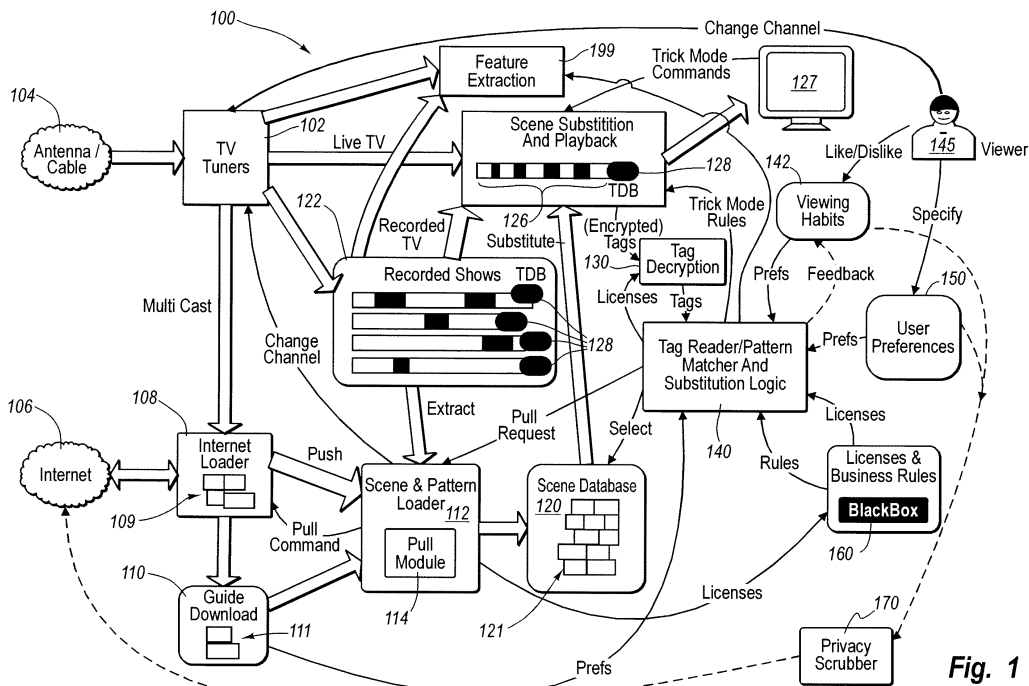 100
Change Channel
199
Feature
Extraction
Trick Mode
Commands
127
104
102
Antenna /
Cable
TV
Tuners
Live TV
Scene Substitition
And Playback
128
TDB
126
142
145
Viewer
Like/Dislike
Viewing
Habits
Specify
122
Recorded
TV
Substitute
(Encrypted)
Tags
Trick Mode
Rules
130
Tag
Decryption
Licenses
Tags
Prefs
Feedback
150
User
Preferences
Prefs
Recorded Shows
TDB
128
Multi Cast
Change
Channel
Tag Reader/Pattern
Matcher And
Substitution Logic
140
Extract
Pull
Request
Select
Licenses
Rules
106
Internet
108
Internet
Loader
109
Push
Pull
Command
Scene & Pattern
Loader
112
Pull
Module
114
Scene Database
120
121
Licenses & 
Business Rules
BlackBox
160
Licenses
110
Guide
Download
111
Prefs
170
Privacy
Scrubber
Fig. 1